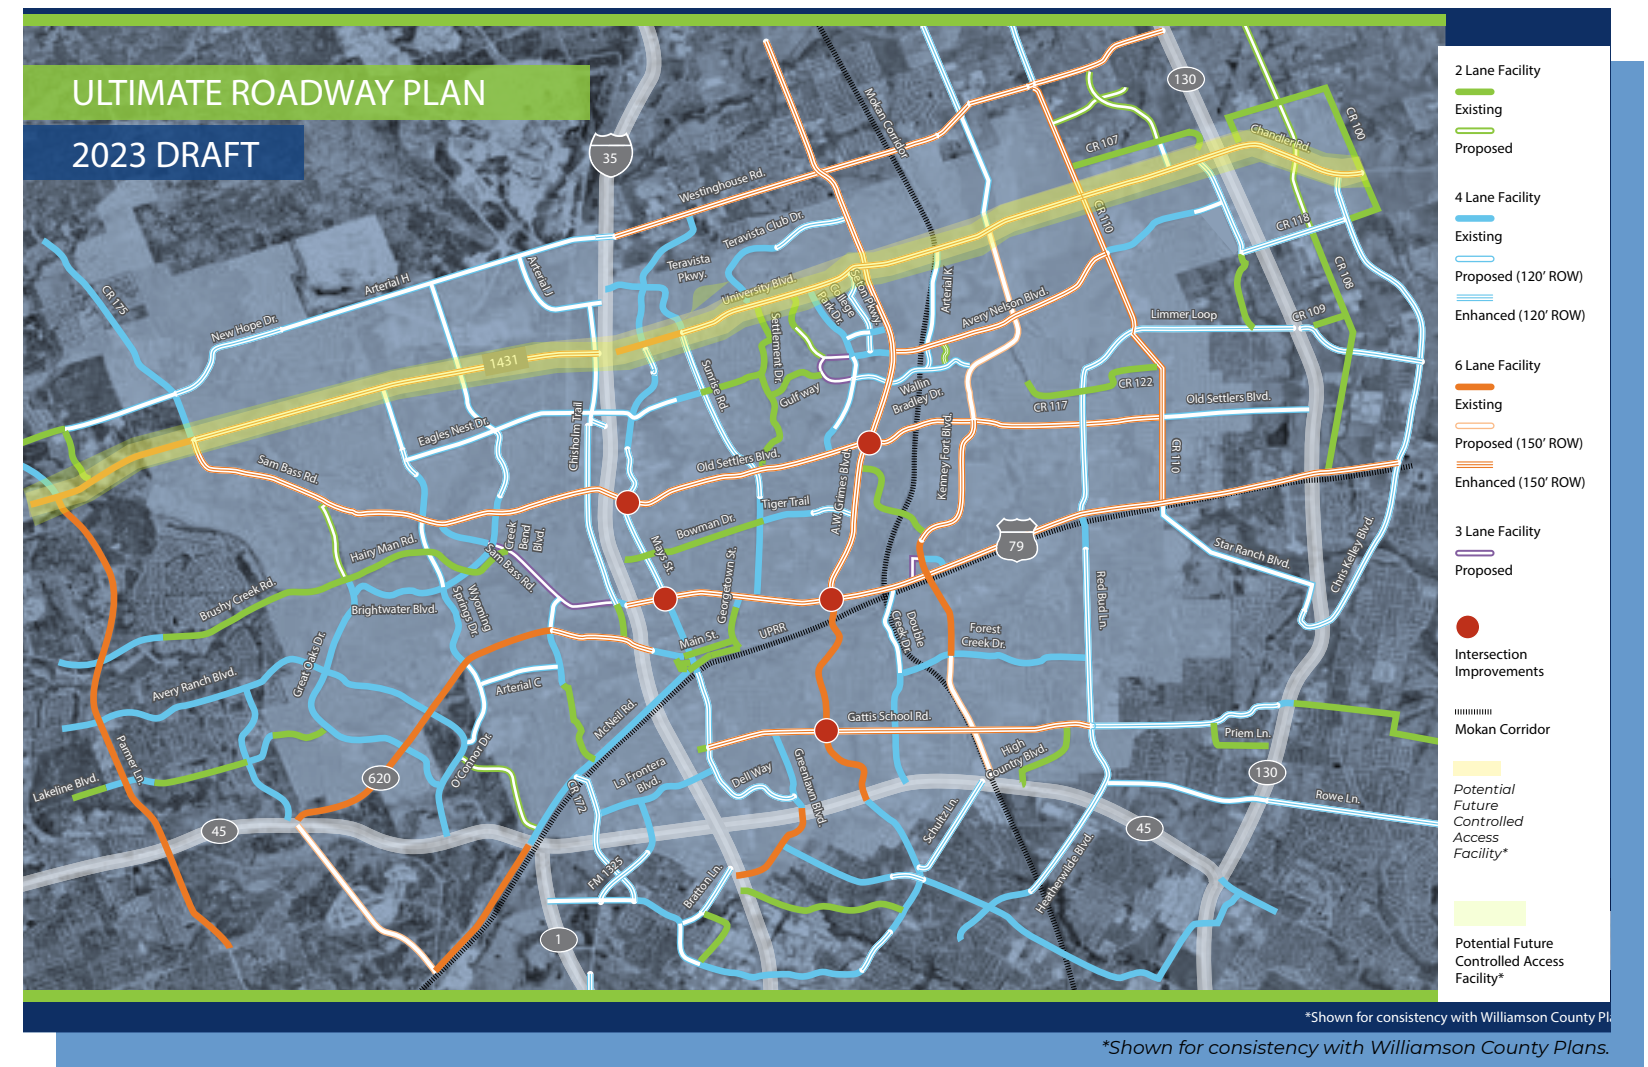 ULTIMATE ROADWAY PLAN
2023 DRAFT
35
130
Mokan Corridor
Westinghouse Rd.
CR 107
Chandler Rd.
CR 100
CR 110
CR 118
CR 108
CR 109
Teravista Club Dr.
Teravista
Pkwy.
University Blvd.
College
Park Dr.
Seton Pkwy.
Arterial K
Avery Nelson Blvd.
Limmer Loop
Arterial H
Arterial J
New Hope Dr.
CR 175
1431
Sunrise Rd.
Settlement Dr.
Gulf way
Wallin
Bradley Dr.
CR 117
CR 122
Old Settlers Blvd.
Eagles Nest Dr.
Chisholm Trail
Kenney Fort Blvd.
CR 110
Sam Bass Rd.
Old Settlers Blvd.
Tiger Trail
A.W. Grimes Blvd.
Creek
Bend
Blvd.
Bowman Dr.
Mays St.
79
Star Ranch Blvd.
Chris Kelley Blvd.
Hairy Man Rd.
Sam Bass Rd.
Georgetown St.
Brushy Creek Rd.
Brightwater Blvd.
Wyoming
Springs Dr.
Red Bud Ln.
Main St.
UPRR
Double
Creek Dr.
Forest
Creek Dr.
Great Oaks Dr.
Avery Ranch Blvd.
Arterial C
McNeil Rd.
Gattis School Rd.
Priem Ln.
High
Country Blvd.
Parmer Ln.
O'Connor Dr.
Lakeline Blvd.
620
La Frontera
Blvd.
Dell Way
Greenlawn Blvd.
CR 172
130
Rowe Ln.
45
45
Schultz Ln.
FM 1325
Bratton Ln.
Heatherwilde Blvd.
1
2 Lane Facility
Existing
Proposed
4 Lane Facility
Existing
Proposed (120’ ROW)
Enhanced (120’ ROW)
6 Lane Facility
Existing
Proposed (150’ ROW)
Enhanced (150’ ROW)
3 Lane Facility
Proposed
Intersection
Improvements
Mokan Corridor
Potential
Future
Controlled
Access
Facility*
Potential Future
Controlled Access
Facility*
*Shown for consistency with Williamson County Pl
*Shown for consistency with Williamson County Plans.